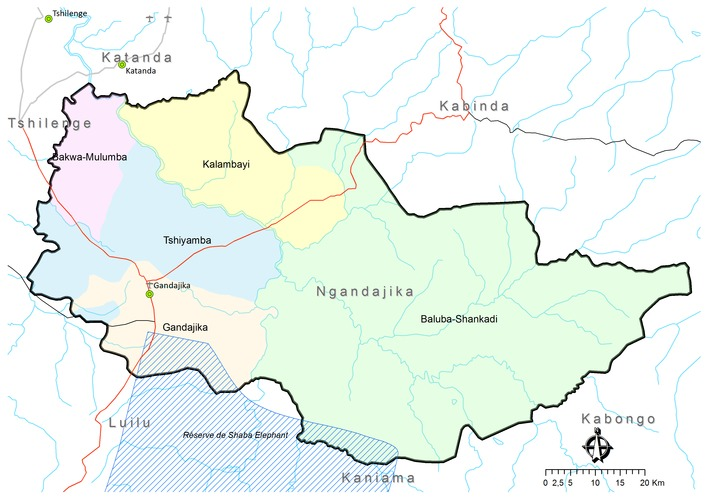 Tshilenge
Katanda
Katanda
Kabinda
Tshilenge
Bakwa-Mulumba
Kalambayi
Tshiyamba
Gandajika
Ngandajika
Gandajika
Baluba-Shankadi
Luilu
Réserve de Shaba Elephant
Kabongo
Kaniama
0 2,5 5 10 15 20 Km